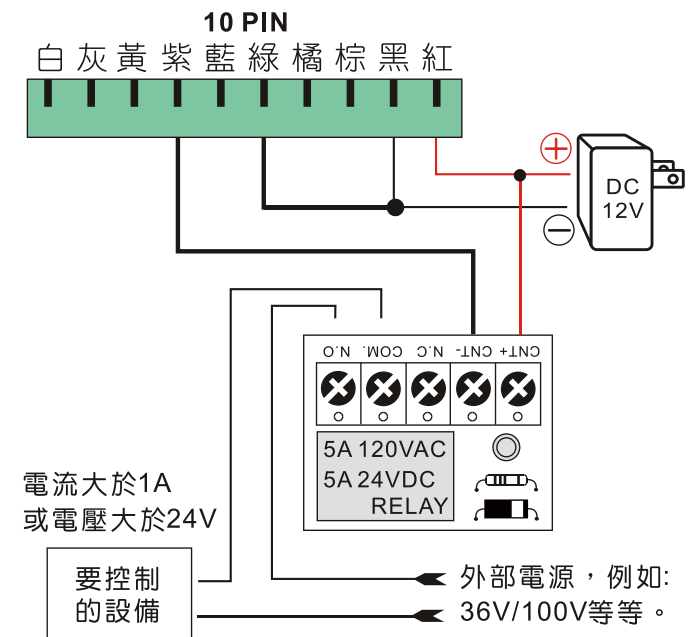 10 PIN
白 灰 黃 紫 藍 綠 橘 棕 黑 紅
DC
12V
N.O COM. N.C CNT- CNT+
5A 120VAC
5A 24VDC
RELAY
電流大於1A
或電壓大於24V
要控制
的設備
外部電源，例如:
36V/100V等等。